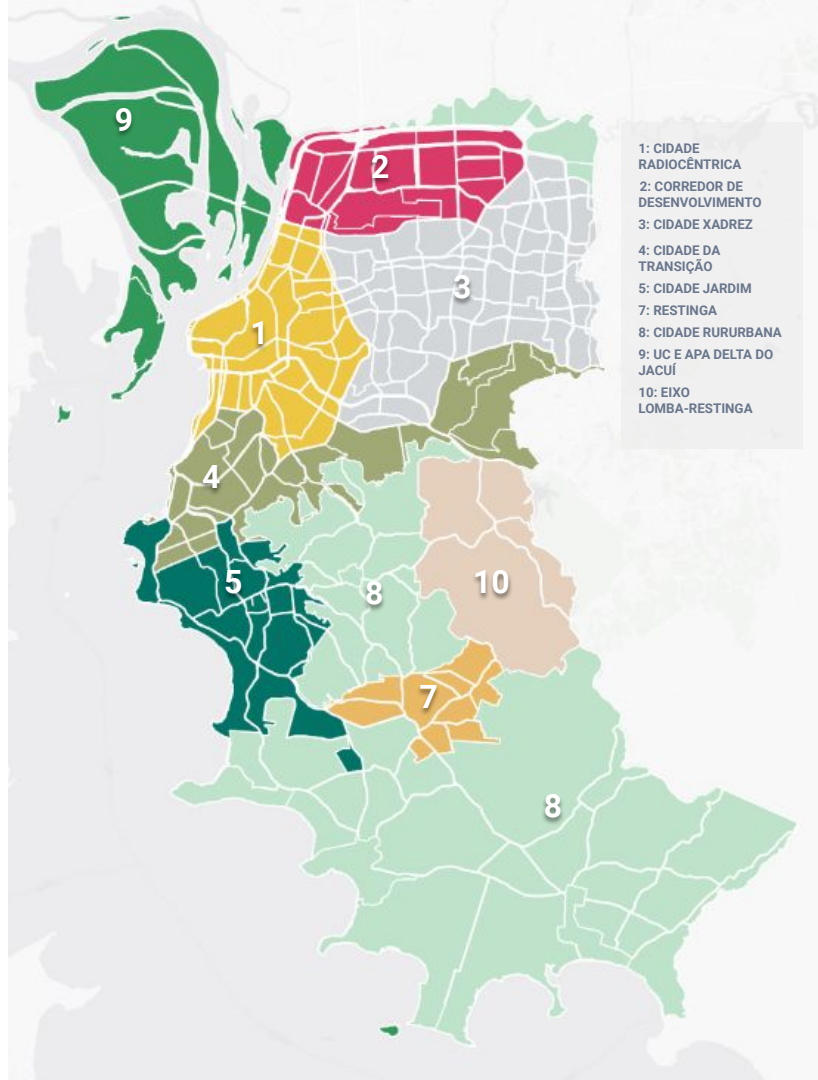 9
2
3
1
4
5
8
10
7
8
1: CIDADE
RADIOCÊNTRICA
2: CORREDOR DE
DESENVOLVIMENTO
3: CIDADE XADREZ
4: CIDADE DA
TRANSIÇÃO
5: CIDADE JARDIM
7: RESTINGA
8: CIDADE RURURBANA
9: UC E APA DELTA DO
JACUÍ
10: EIXO
LOMBA-RESTINGA